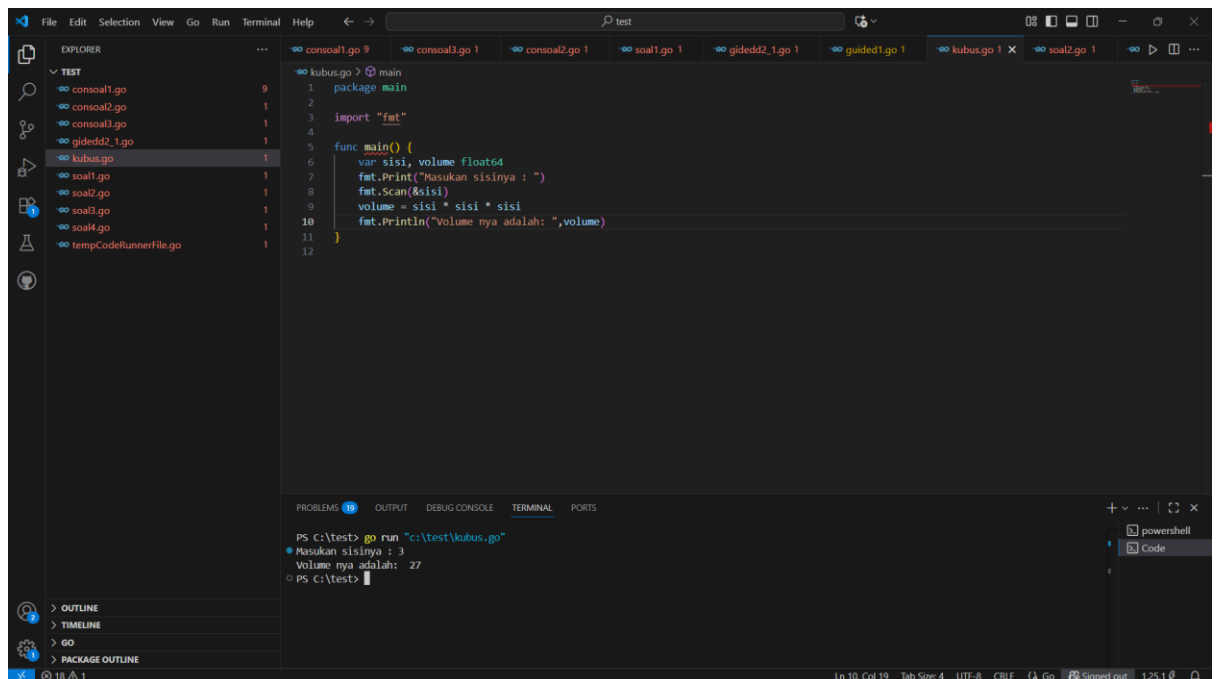 File Edit Selection View Go Run Terminal Help
test
EXPLORER
TEST
consoal1.go 9
consoal2.go 1
consoal3.go 1
gidedd2_1.go 1
kubus.go 1
soal1.go 1
soal2.go 1
soal3.go 1
soal4.go 1
tempCodeRunnerFile.go 1
OUTLINE
TIMELINE
GO
PACKAGE OUTLINE
consoal1.go 9 consoal3.go 1 consoal2.go 1 soal1.go 1 gidedd2_1.go 1 guided1.go 1 kubus.go 1 soal2.go 1
kubus.go > main
1 package main
2
3 import "fmt"
4
5 func main() {
6 var sisi, volume float64
7 fmt.Print("Masukan sisinya : ")
8 fmt.Scan(&sisi)
9 volume = sisi * sisi * sisi
10 fmt.Println("Volume nya adalah: ",volume)
11 }
12
PROBLEMS 19 OUTPUT DEBUG CONSOLE TERMINAL PORTS
PS C:\test> go run "c:\test\kubus.go"
Masukan sisinya : 3
Volume nya adalah:  27
PS C:\test>
powershell
Code
18 1 Ln 10, Col 19 Tab Size: 4 UTF-8 CRLF Go Signed out 1.25.1